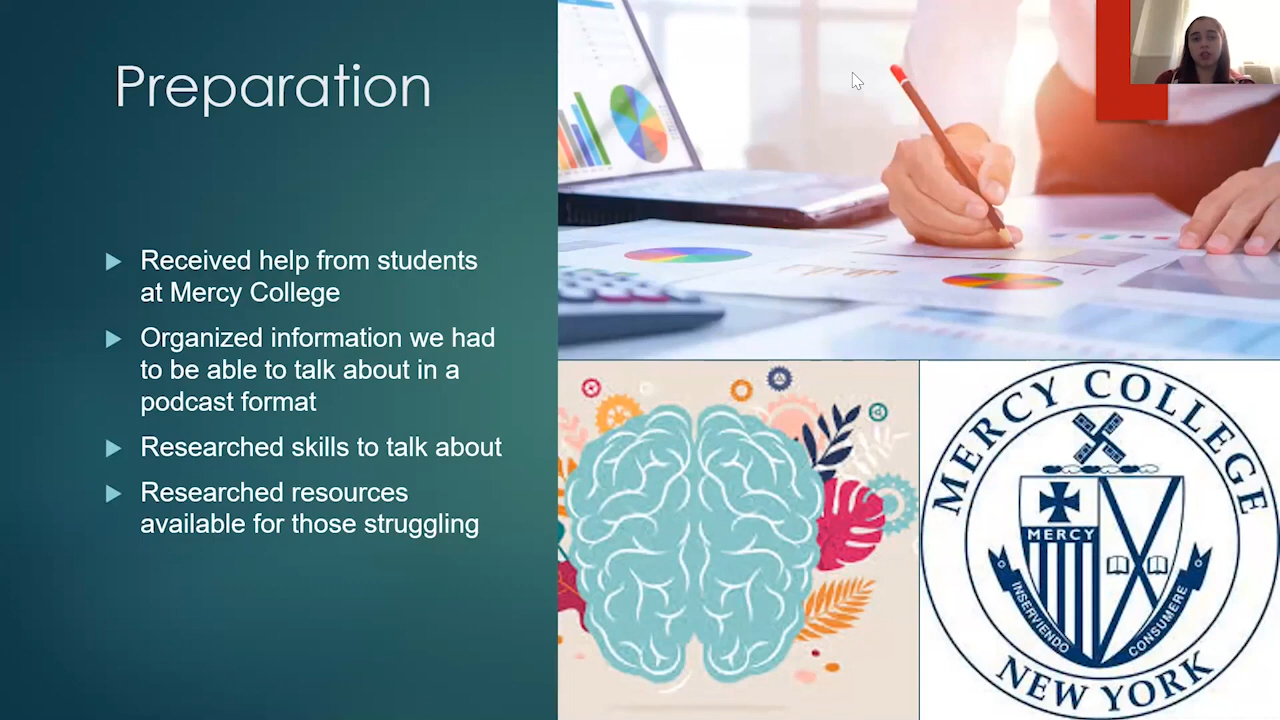 Preparation
Received help from students
at Mercy College
Organized information we had
to be able to talk about in a
podcast format
Researched skills to talk about
Researched resources
available for those struggling
MERCY COLLEGE
MERCY
INSERVIENDO
CONSUMERE
NEW YORK